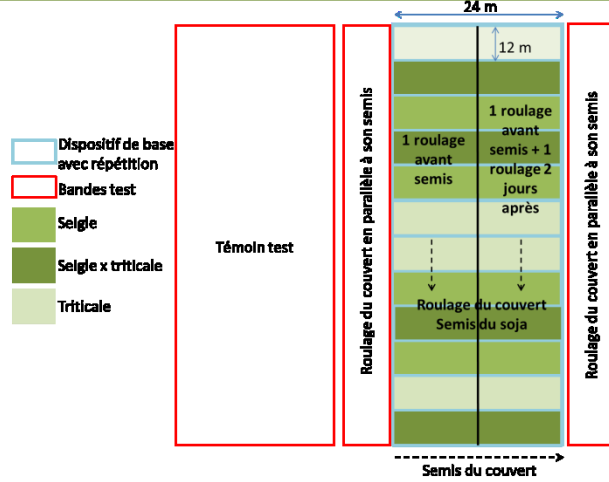 24 m
12 m
Dispositif de base
avec répétition
Bandes test
Seigle
Seigle x triticale
Triticale
Témoin test
Roulage du couvert en parallèle à son semis
1 roulage
avant
semis
1 roulage
avant
semis + 1
roulage 2
jours
après
Roulage du couvert
Semis du soja
Roulage du couvert en parallèle à son semis
Semis du couvert